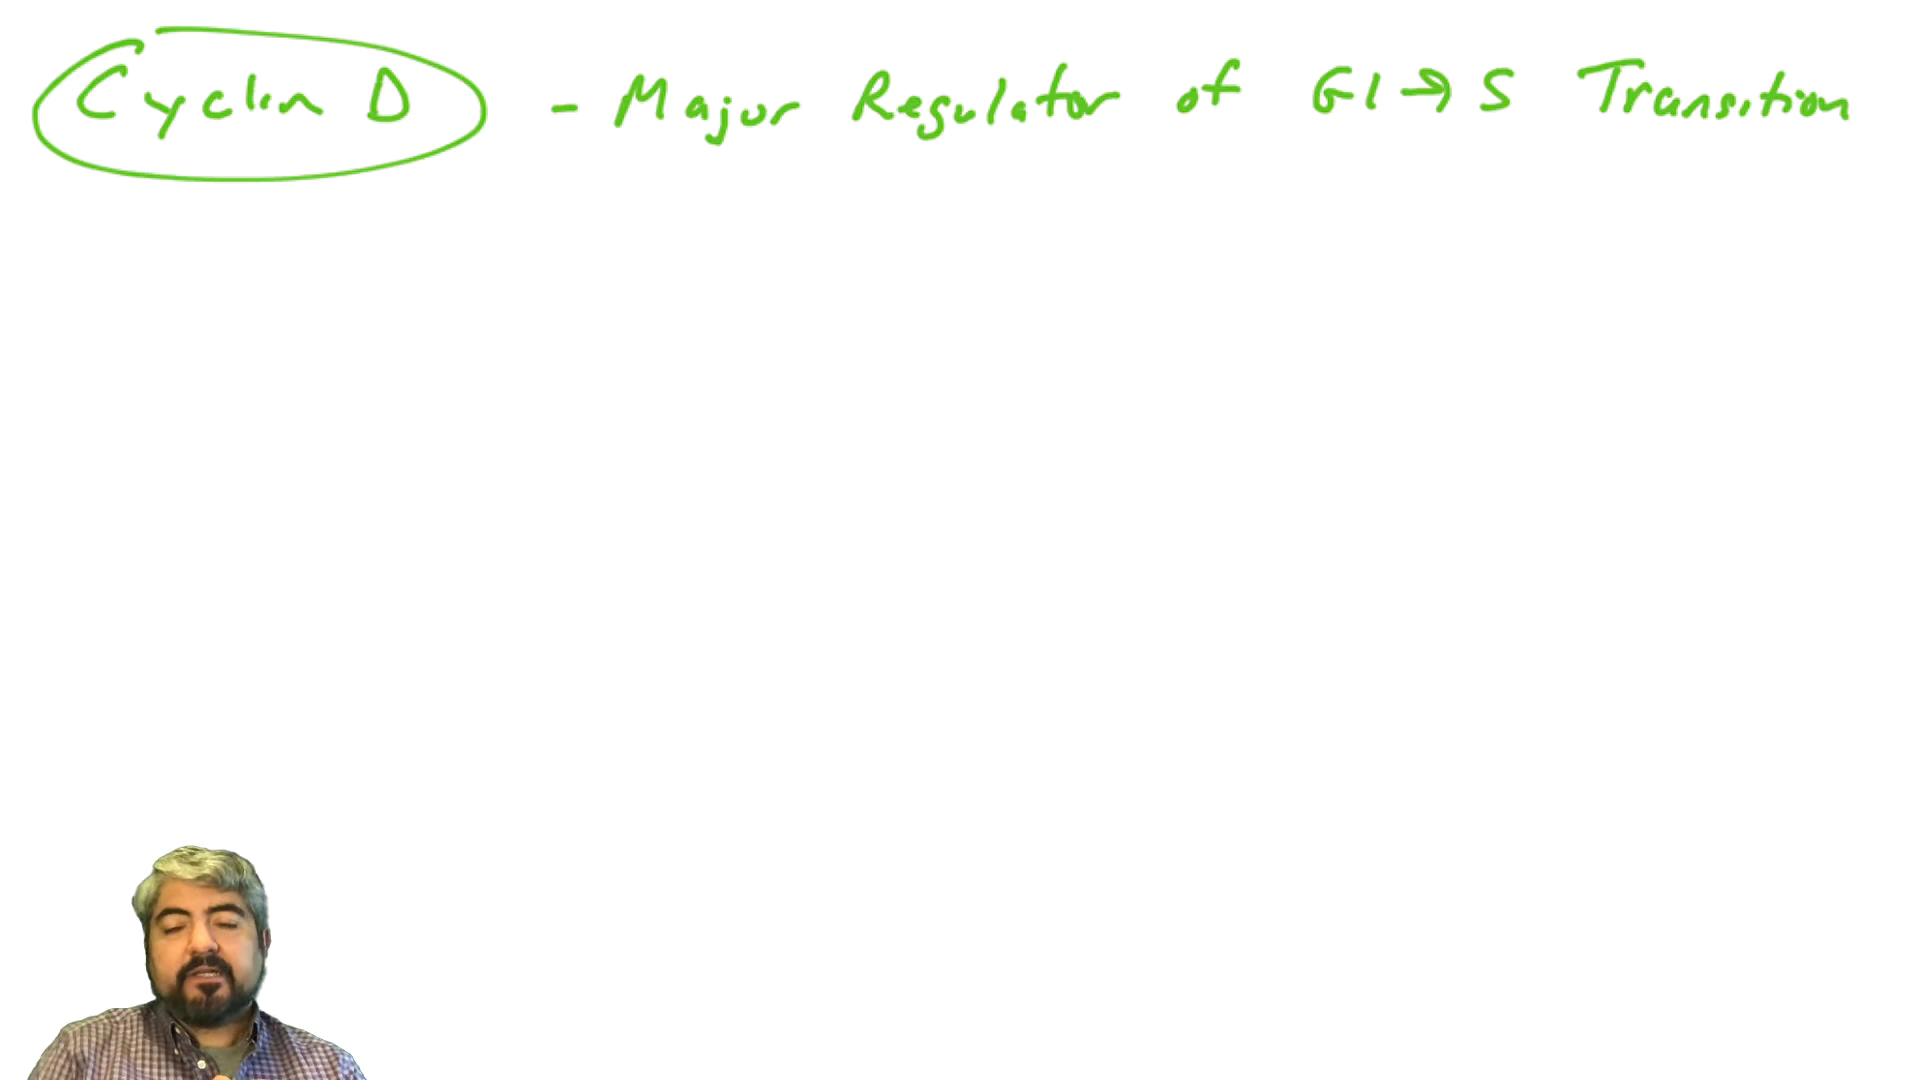 Cyclin D - Major Regulator of G1 → S Transition